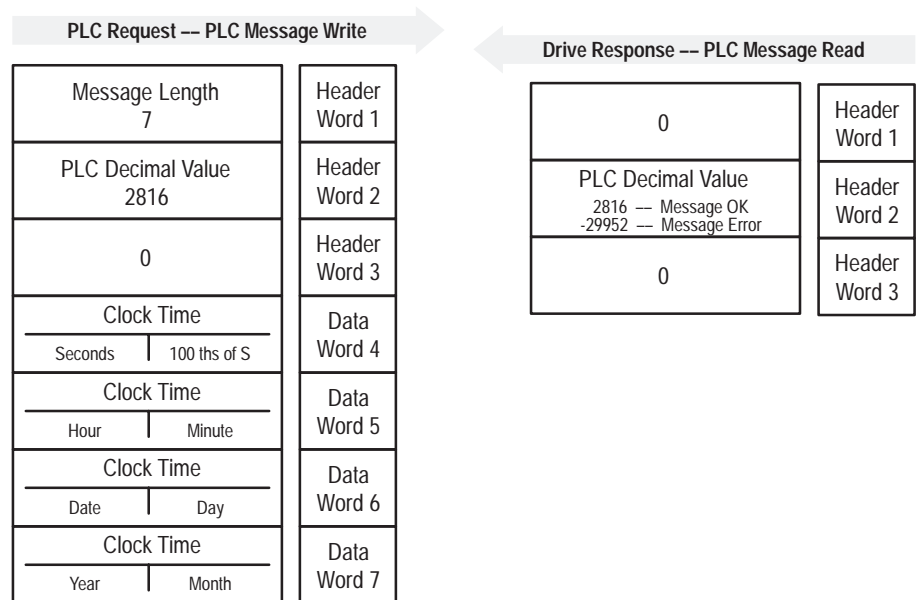 PLC Request –– PLC Message Write
Message Length
7
Header
Word 1
PLC Decimal Value
2816
Header
Word 2
0
Header
Word 3
Clock Time
Seconds 100 ths of S
Data
Word 4
Clock Time
Hour Minute
Data
Word 5
Clock Time
Date Day
Data
Word 6
Clock Time
Year Month
Data
Word 7
Drive Response –– PLC Message Read
0
Header
Word 1
PLC Decimal Value
2816 –– Message OK
-29952 –– Message Error
Header
Word 2
0
Header
Word 3